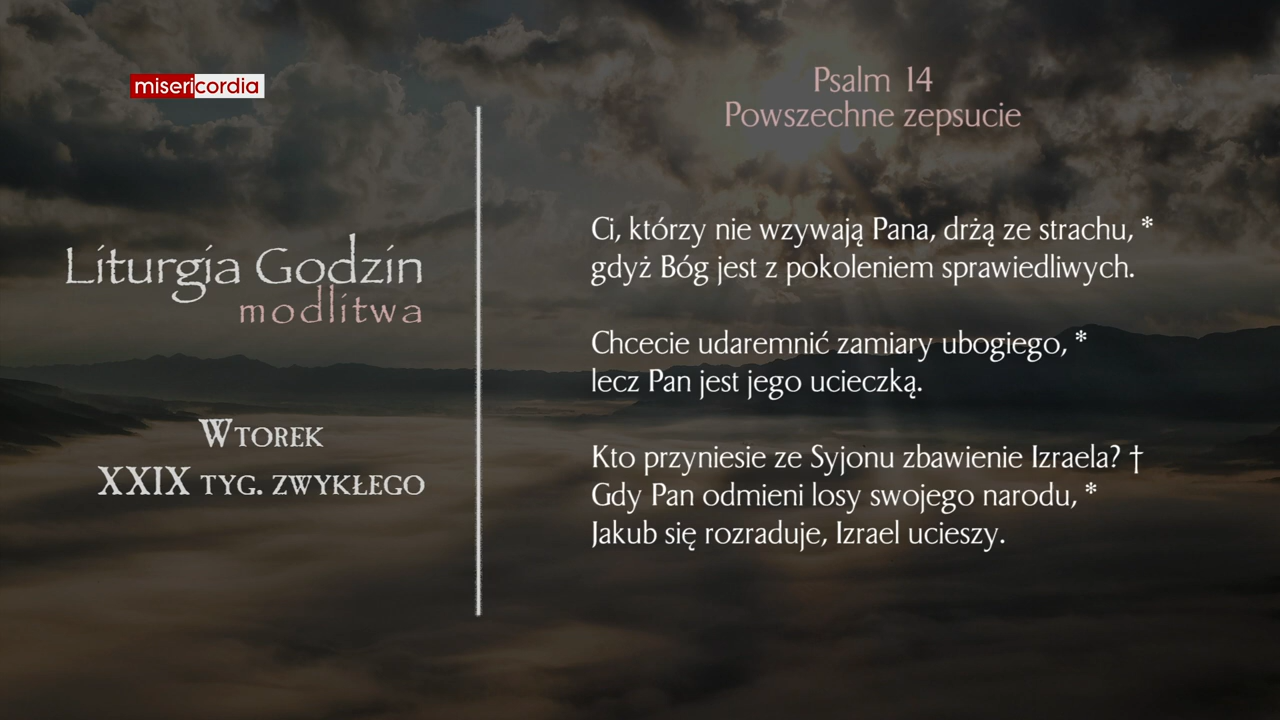 misericordia
Liturgia Godzin
modlitwa
Wtorek
XXIX tyg. zwykłego
Psalm 14
Powszechne zepsucie
Ci, którzy nie wzywają Pana, drżą ze strachu, *
gdyż Bóg jest z pokoleniem sprawiedliwych.
Chcecie udaremnić zamiary ubogiego, *
lecz Pan jest jego ucieczką.
Kto przyniesie ze Syjonu zbawienie Izraela? †
Gdy Pan odmieni losy swojego narodu, *
Jakub się rozraduje, Izrael ucieszy.